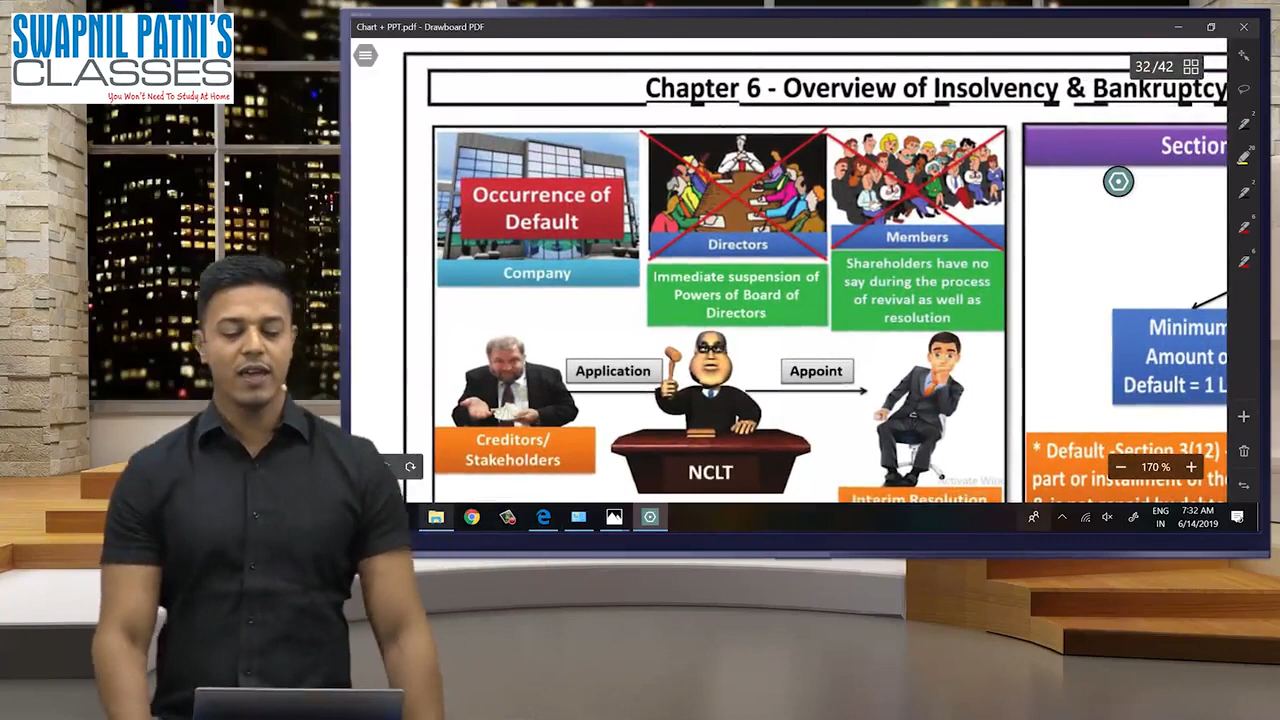 SWAPNIL PATNI'S
CLASSES
You Won't Need To Study At Home
Chart + PPT.pdf - Drawboard PDF
32/42
Chapter 6 - Overview of Insolvency & Bankruptcy
Occurrence of
Default
Company
Directors
Members
Immediate suspension of
Powers of Board of
Directors
Shareholders have no
say during the process
of revival as well as
resolution
Section
Minimum
Amount o
Default = 1 L
Application
Appoint
Creditors/
Stakeholders
NCLT
Interim Resolution
* Default -Section 3(12) -
part or installment of the
170 %
ENG
IN
7:32 AM
6/14/2019